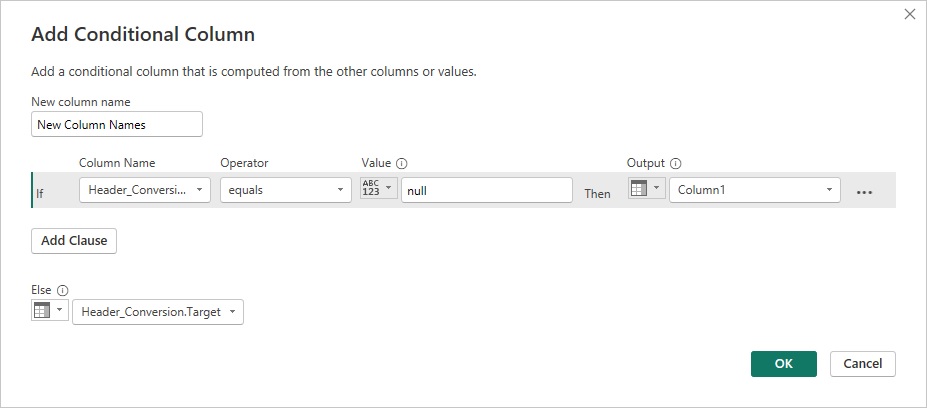 Add Conditional Column
Add a conditional column that is computed from the other columns or values.
New column name
New Column Names
Column Name Operator Value Output
If Header_Conversi... equals ABC 123 null Then Column1 ...
Add Clause
Else
Header_Conversion.Target
OK Cancel